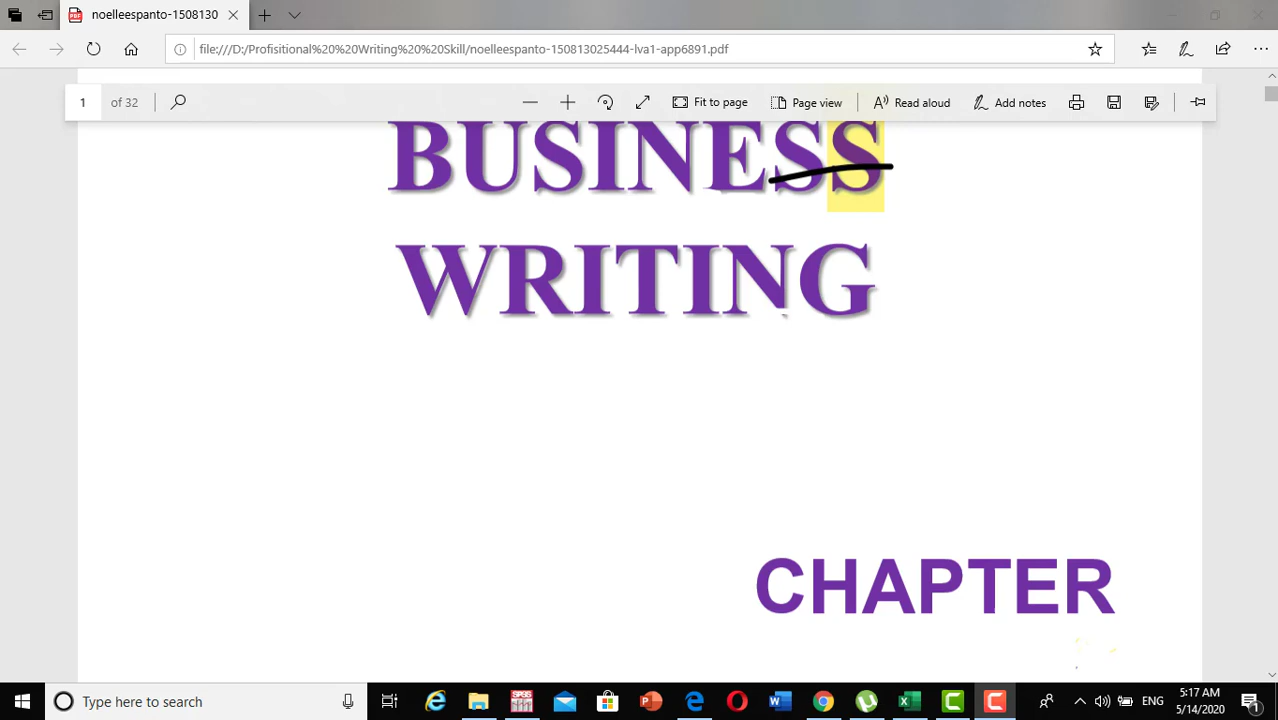 noelleespanto-1508130
file:///D:/Profisitional%20%20Writing%20%20Skill/noelleespanto-150813025444-lva1-app6891.pdf
1 of 32 Fit to page Page view Read aloud Add notes
BUSINESS
WRITING
CHAPTER
Type here to search
ENG
5:17 AM
5/14/2020